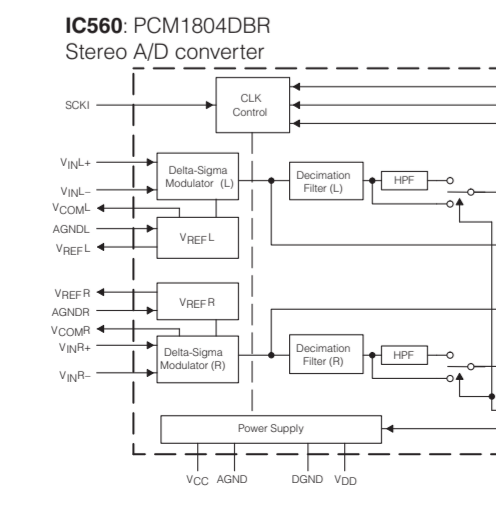 IC560: PCM1804DBR
Stereo A/D converter
SCKI
CLK
Control
VINL+
VINL–
VCOML
AGNDL
VREFL
Delta-Sigma
Modulator (L)
VREFL
Decimation
Filter (L)
HPF
VREFR
AGNDR
VCOMR
VINR+
VINR–
VREFR
Delta-Sigma
Modulator (R)
Decimation
Filter (R)
HPF
Power Supply
VCC AGND DGND VDD